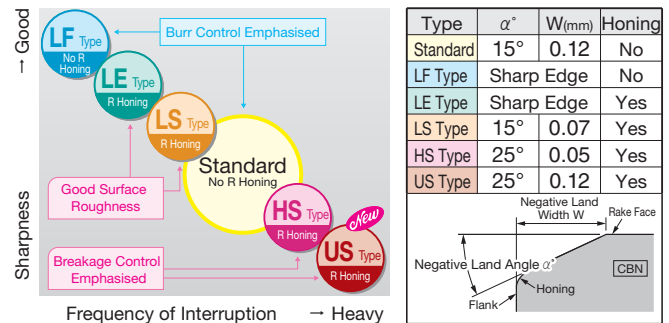 → Good
Sharpness
LF Type
No R
Honing
LE Type
R Honing
LS Type
R Honing
Standard
No R Honing
HS Type
R Honing
New
US Type
R Honing
Burr Control Emphasised
Good Surface
Roughness
Breakage Control
Emphasised
Frequency of Interruption → Heavy
Type α° W(mm) Honing
Standard 15° 0.12 No
LF Type Sharp Edge No
LE Type Sharp Edge Yes
LS Type 15° 0.07 Yes
HS Type 25° 0.05 Yes
US Type 25° 0.12 Yes
Negative Land
Width W
Rake Face
Negative Land Angle α°
CBN
Honing
Flank